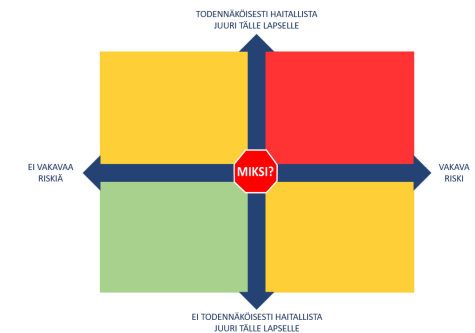 TODENNÄKÖISESTI HAITALLISTA
JUURI TÄLLE LAPSELLE
EI VAKAVAA
RISKIÄ
MIKSI?
VAKAVA
RISKI
EI TODENNÄKÖISESTI HAITALLISTA
JUURI TÄLLE LAPSELLE